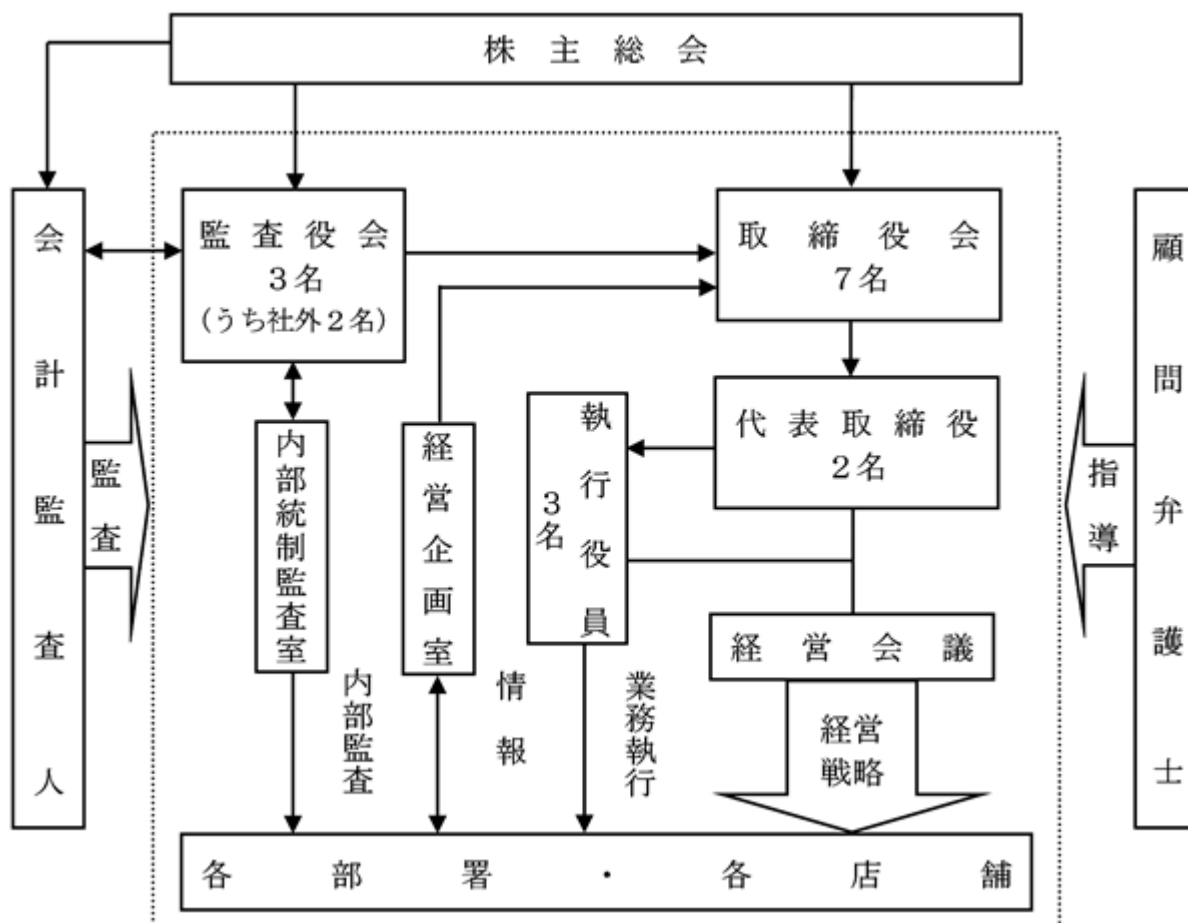 株主総会
会計監査人
監査役会
3名
(うち社外2名)
取締役会
7名
顧問弁護士
代表取締役
2名
執行役員
3名
内部統制監査室
経営企画室
監査
指導
経営会議
内部監査
情報
業務執行
経営
戦略
各部署・各店舗